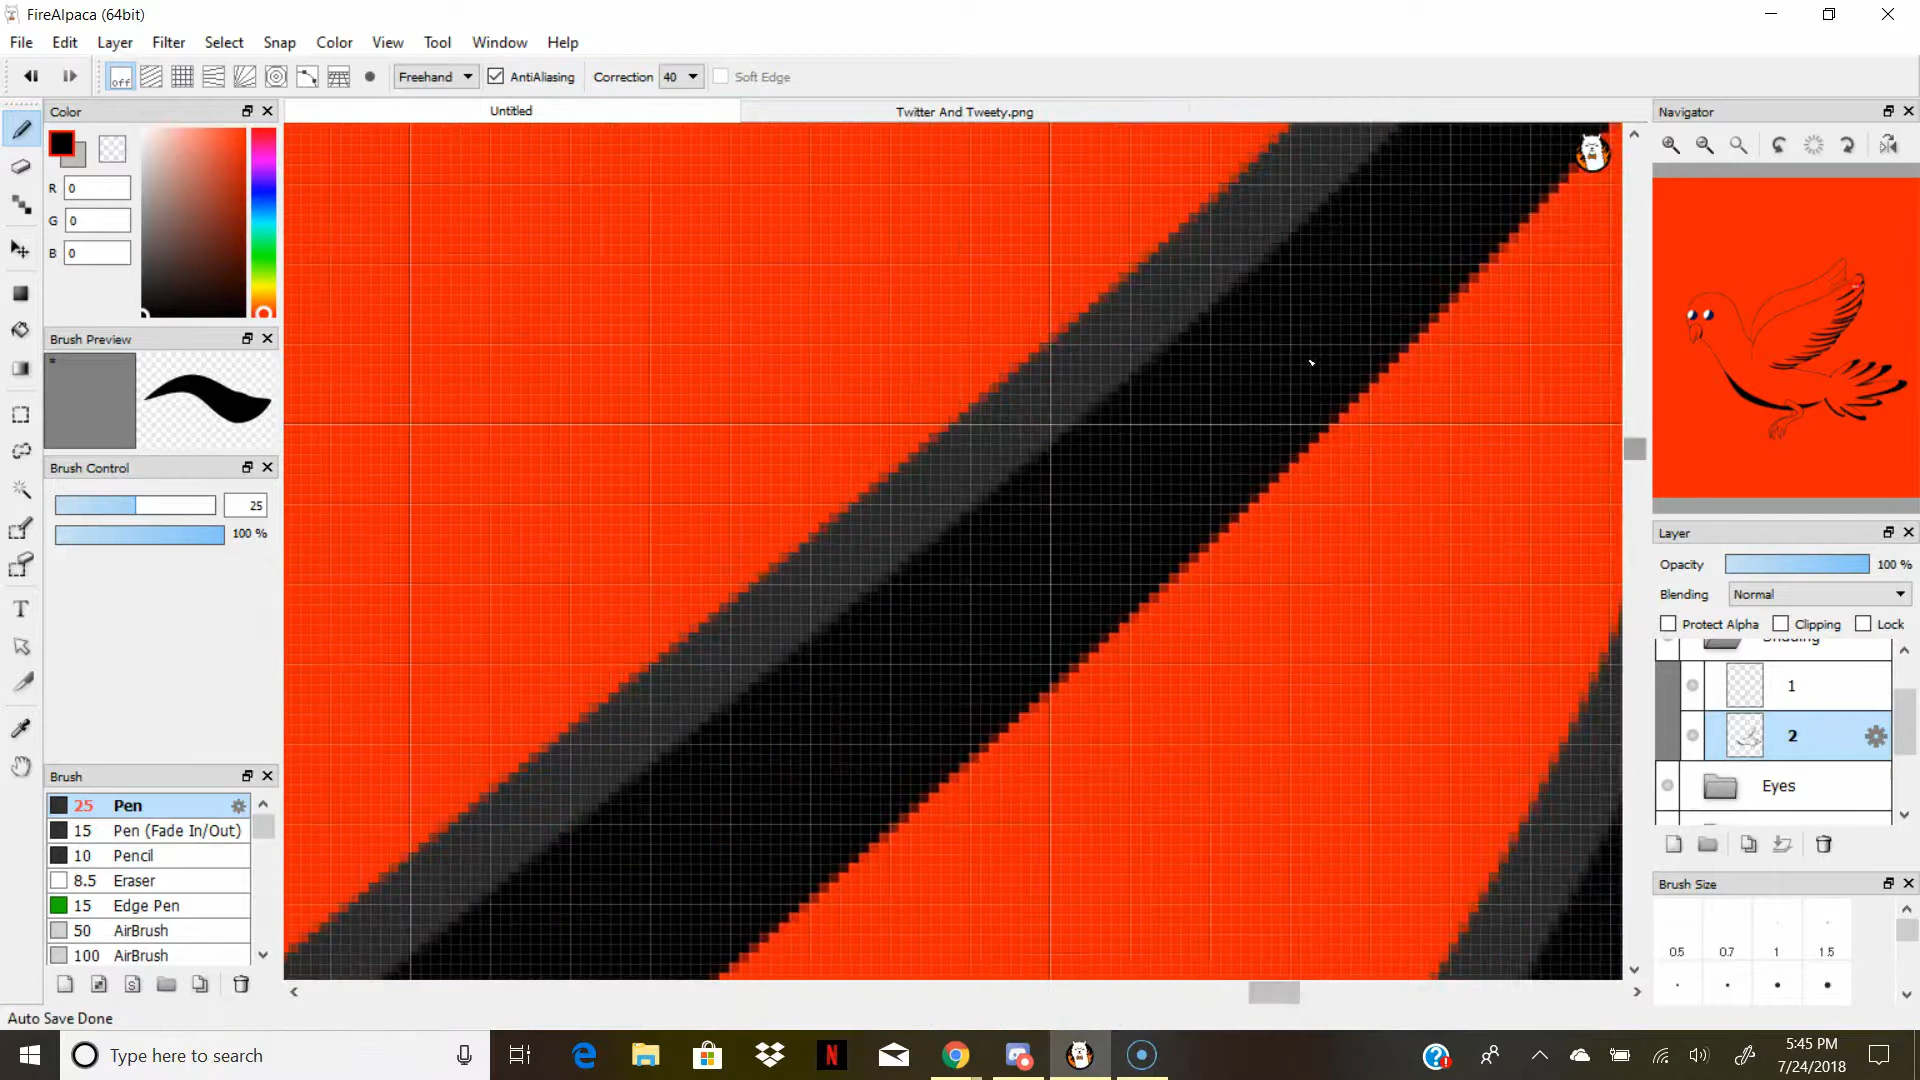 FireAlpaca (64bit)
File Edit Layer Filter Select Snap Color View Tool Window Help
off Freehand AntiAliasing Correction 40 Soft Edge
Color
Untitled
Twitter And Tweety.png
Navigator
R 0
G 0
B 0
Brush Preview
Brush Control
25
100 %
Brush
25 Pen
15 Pen (Fade In/Out)
10 Pencil
8.5 Eraser
15 Edge Pen
50 AirBrush
100 AirBrush
Layer
Opacity 100 %
Blending Normal
Protect Alpha Clipping Lock
Shading
1
2
Eyes
Brush Size
0.5 0.7 1 1.5
Auto Save Done
Type here to search
5:45 PM
7/24/2018